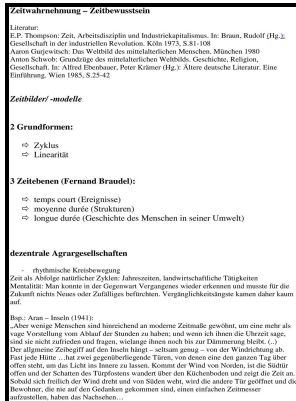 Zeitwahrnehmung – Zeitbewusstsein
Literatur:
E.P. Thompson: Zeit, Arbeitsdisziplin und Industriekapitalismus. In: Braun, Rudolf (Hg.):
Gesellschaft in der industriellen Revolution. Köln 1973, S.81-108
Aaron Gurjewitsch: Das Weltbild des mittelalterlichen Menschen. München 1980
Anton Schwob: Grundzüge des mittelalterlichen Weltbilds. Geschichte, Religion,
Gesellschaft. In: Alfred Ebenbauer, Peter Krämer (Hg.): Ältere deutsche Literatur. Eine
Einführung. Wien 1985, S.25-42
Zeitbilder/ -modelle
2 Grundformen:
⇨ Zyklus
⇨ Linearität
3 Zeitebenen (Fernand Braudel):
⇨ temps court (Ereignisse)
⇨ moyenne durée (Strukturen)
⇨ longue durée (Geschichte des Menschen in seiner Umwelt)
dezentrale Agrargesellschaften
- rhythmische Kreisbewegung
Zeit als Abfolge natürlicher Zyklen: Jahreszeiten, landwirtschaftliche Tätigkeiten
Mentalität: Man konnte in der Gegenwart Vergangenes wieder erkennen und musste für die
Zukunft nichts Neues oder Zufälliges befürchten. Vergänglichkeitsängste kamen daher kaum
auf.
Bsp.: Aran – Inseln (1941):
„Aber wenige Menschen sind hinreichend an moderne Zeitmaße gewöhnt, um eine mehr als
vage Vorstellung vom Ablauf der Stunden zu haben; und wenn ich ihnen die Uhrzeit sage,
sind sie nicht zufrieden und fragen, wielange ihnen noch bis zur Dämmerung bleibt. (..)
Der allgemeine Zeibegiff auf den Inseln hängt – seltsam genug – von der Windrichtung ab.
Fast jede Hütte ...hat zwei gegenüberliegende Türen, von denen eine den ganzen Tag über
offen steht, um das Licht ins Innere zu lassen. Kommt der Wind von Norden, ist die Südtür
offen und der Schatten des Türpfostens wandert über den Küchenboden und zeigt die Zeit an.
Sobald sich freilich der Wind dreht und von Süden weht, wird die andere Tür geöffnet und die
Bewohner, die nie auf den Gedanken gekommen sind, einen einfachen Zeitmesser
aufzustellen, haben das Nachsehen…